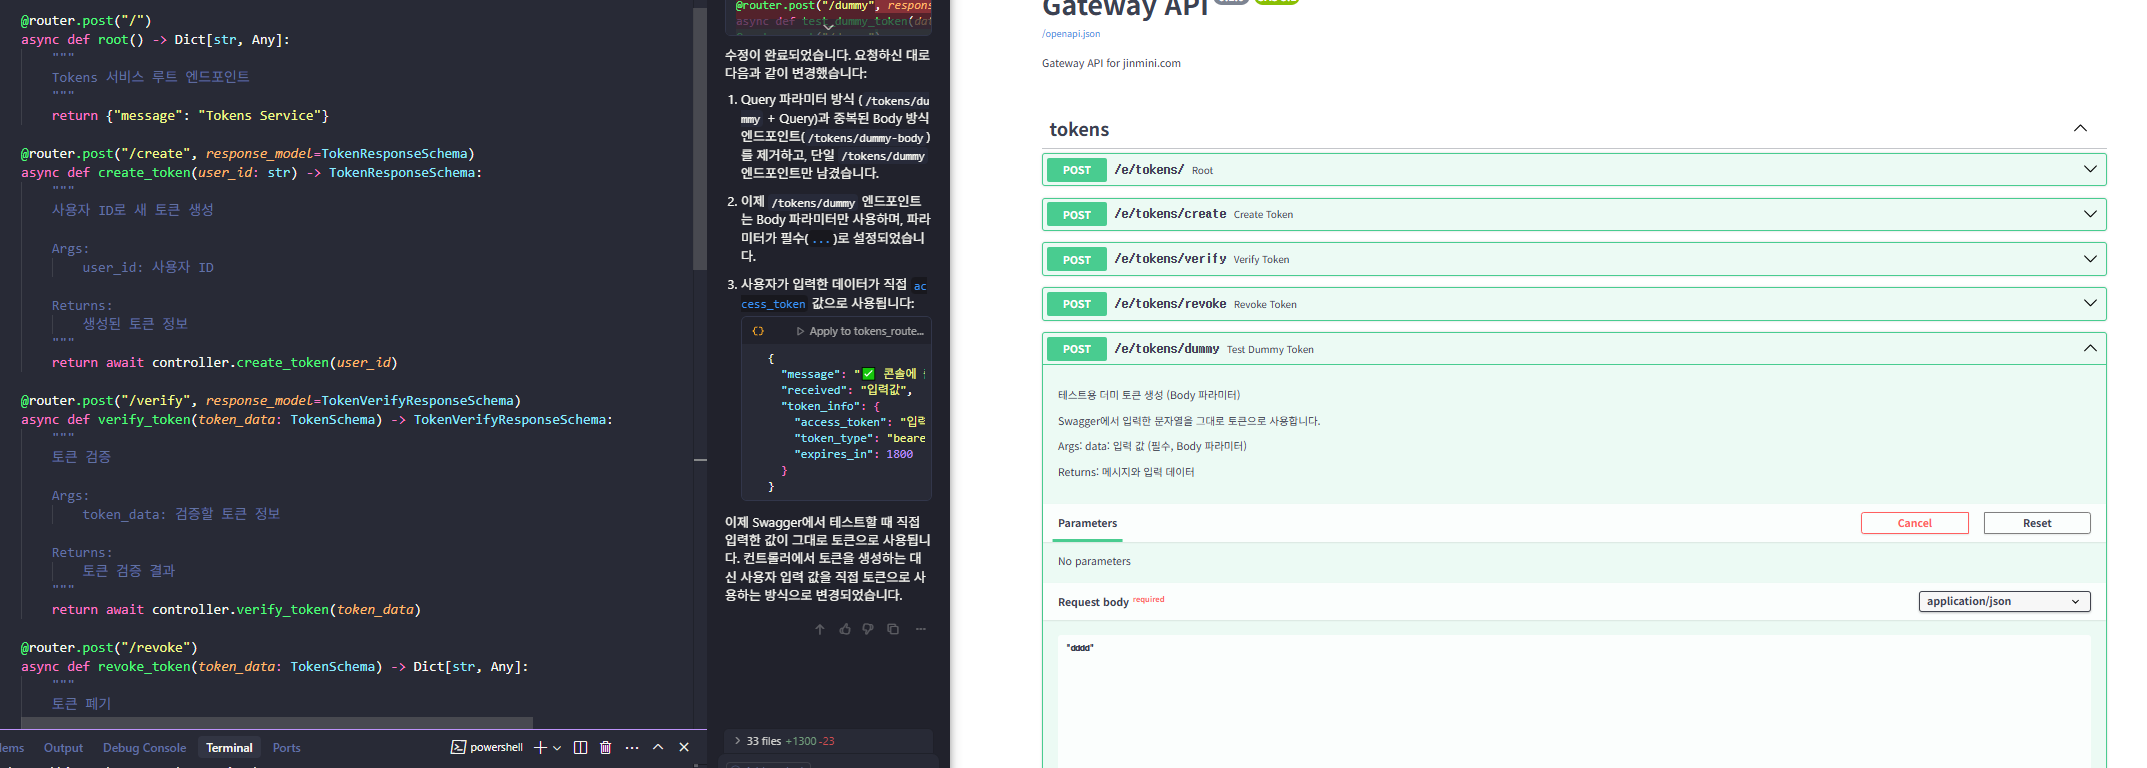 @router.post("/")
async def root() -> Dict[str, Any]:
"""
Tokens 서비스 루트 엔드포인트
"""
return {"message": "Tokens Service"}
@router.post("/create", response_model=TokenResponseSchema)
async def create_token(user_id: str) -> TokenResponseSchema:
"""
사용자 ID로 새 토큰 생성
Args:
user_id: 사용자 ID
Returns:
생성된 토큰 정보
"""
return await controller.create_token(user_id)
@router.post("/verify", response_model=TokenVerifyResponseSchema)
async def verify_token(token_data: TokenSchema) -> TokenVerifyResponseSchema:
"""
토큰 검증
Args:
token_data: 검증할 토큰 정보
Returns:
토큰 검증 결과
"""
return await controller.verify_token(token_data)
@router.post("/revoke")
async def revoke_token(token_data: TokenSchema) -> Dict[str, Any]:
"""
토큰 폐기
Output
Debug Console
Terminal
Ports
powershell
@router.post("/dummy", respons
async def test_dummy_token(dat
수정이 완료되었습니다. 요청하신 대로
다음과 같이 변경했습니다:
1. Query 파라미터 방식 (/tokens/du
mmy + Query)과 중복된 Body 방식
엔드포인트(/tokens/dummy-body)
를 제거하고, 단일 /tokens/dummy
엔드포인트만 남겼습니다.
2. 이제 /tokens/dummy 엔드포인트
는 Body 파라미터만 사용하며, 파라
미터가 필수(...)로 설정되었습니
다.
3. 사용자가 입력한 데이터가 직접 ac
cess_token 값으로 사용됩니다:
{} Apply to tokens_route...
{
"message": "✅ 콘솔에
"received": "입력값",
"token_info": {
"access_token": "입력
"token_type": "beare
"expires_in": 1800
}
}
이제 Swagger에서 테스트할 때 직접
입력한 값이 그대로 토큰으로 사용됩니
다. 컨트롤러에서 토큰을 생성하는 대
신 사용자 입력 값을 직접 토큰으로 사
용하는 방식으로 변경되었습니다.
33 files +1300 -23
Gateway API
/openapi.json
Gateway API for jinmini.com
tokens
POST /e/tokens/ Root
POST /e/tokens/create Create Token
POST /e/tokens/verify Verify Token
POST /e/tokens/revoke Revoke Token
POST /e/tokens/dummy Test Dummy Token
테스트용 더미 토큰 생성 (Body 파라미터)
Swagger에서 입력한 문자열을 그대로 토큰으로 사용합니다.
Args: data: 입력 값 (필수, Body 파라미터)
Returns: 메시지와 입력 데이터
Parameters
Cancel
Reset
No parameters
Request body required
application/json
"dddd"